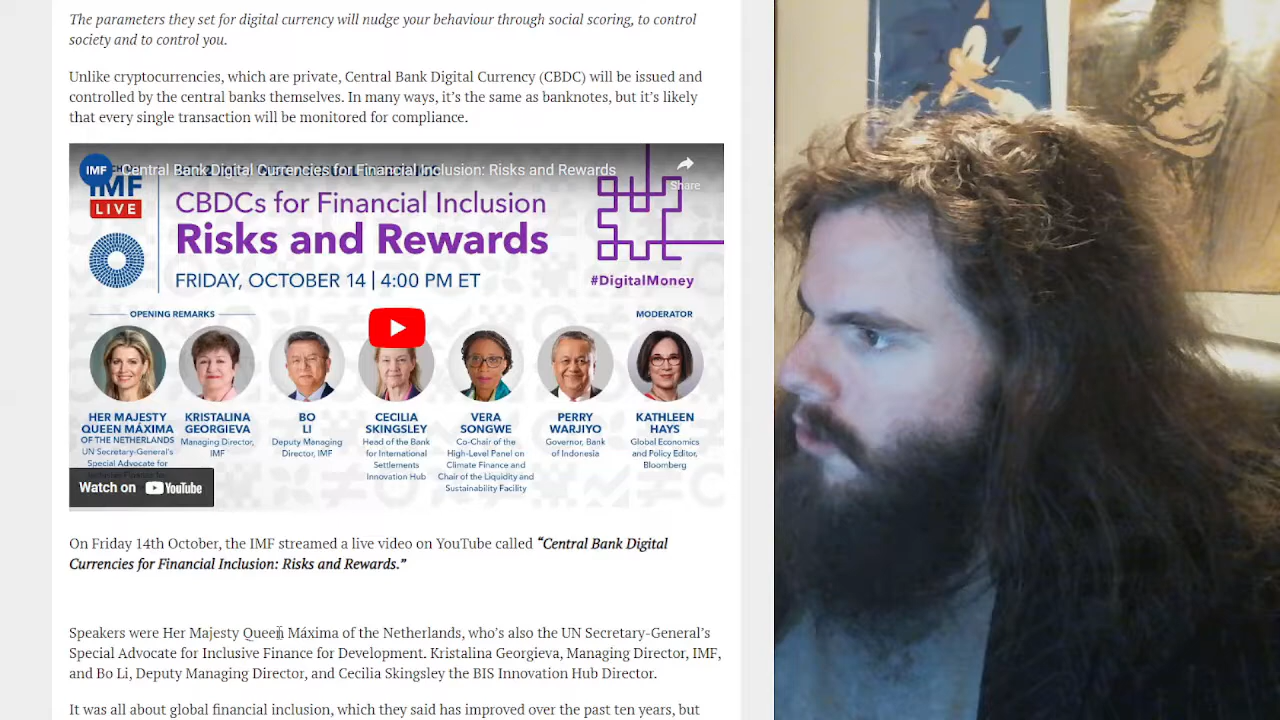 The parameters they set for digital currency will nudge your behaviour through social scoring, to control
society and to control you.
Unlike cryptocurrencies, which are private, Central Bank Digital Currency (CBDC) will be issued and
controlled by the central banks themselves. In many ways, it’s the same as banknotes, but it’s likely
that every single transaction will be monitored for compliance.
IMF
Central Bank Digital Currencies for Financial Inclusion: Risks and Rewards
Share
IMF
LIVE
CBDCs for Financial Inclusion
Risks and Rewards
FRIDAY, OCTOBER 14 | 4:00 PM ET
#DigitalMoney
OPENING REMARKS
MODERATOR
HER MAJESTY
QUEEN MÁXIMA
OF THE NETHERLANDS
UN Secretary-General's
Special Advocate for
KRISTALINA
GEORGIEVA
Managing Director,
IMF
BO
LI
Deputy Managing
Director, IMF
CECILIA
SKINGSLEY
Head of the Bank
for International
Settlements
Innovation Hub
VERA
SONGWE
Co-Chair of the
High-Level Panel on
Climate Finance and
Chair of the Liquidity and
Sustainability Facility
PERRY
WARJIYO
Governor, Bank
of Indonesia
KATHLEEN
HAYS
Global Economics
and Policy Editor,
Bloomberg
Watch on YouTube
On Friday 14th October, the IMF streamed a live video on YouTube called “Central Bank Digital
Currencies for Financial Inclusion: Risks and Rewards.”
Speakers were Her Majesty Queen Máxima of the Netherlands, who’s also the UN Secretary-General’s
Special Advocate for Inclusive Finance for Development. Kristalina Georgieva, Managing Director, IMF,
and Bo Li, Deputy Managing Director, and Cecilia Skingsley the BIS Innovation Hub Director.
It was all about global financial inclusion, which they said has improved over the past ten years, but